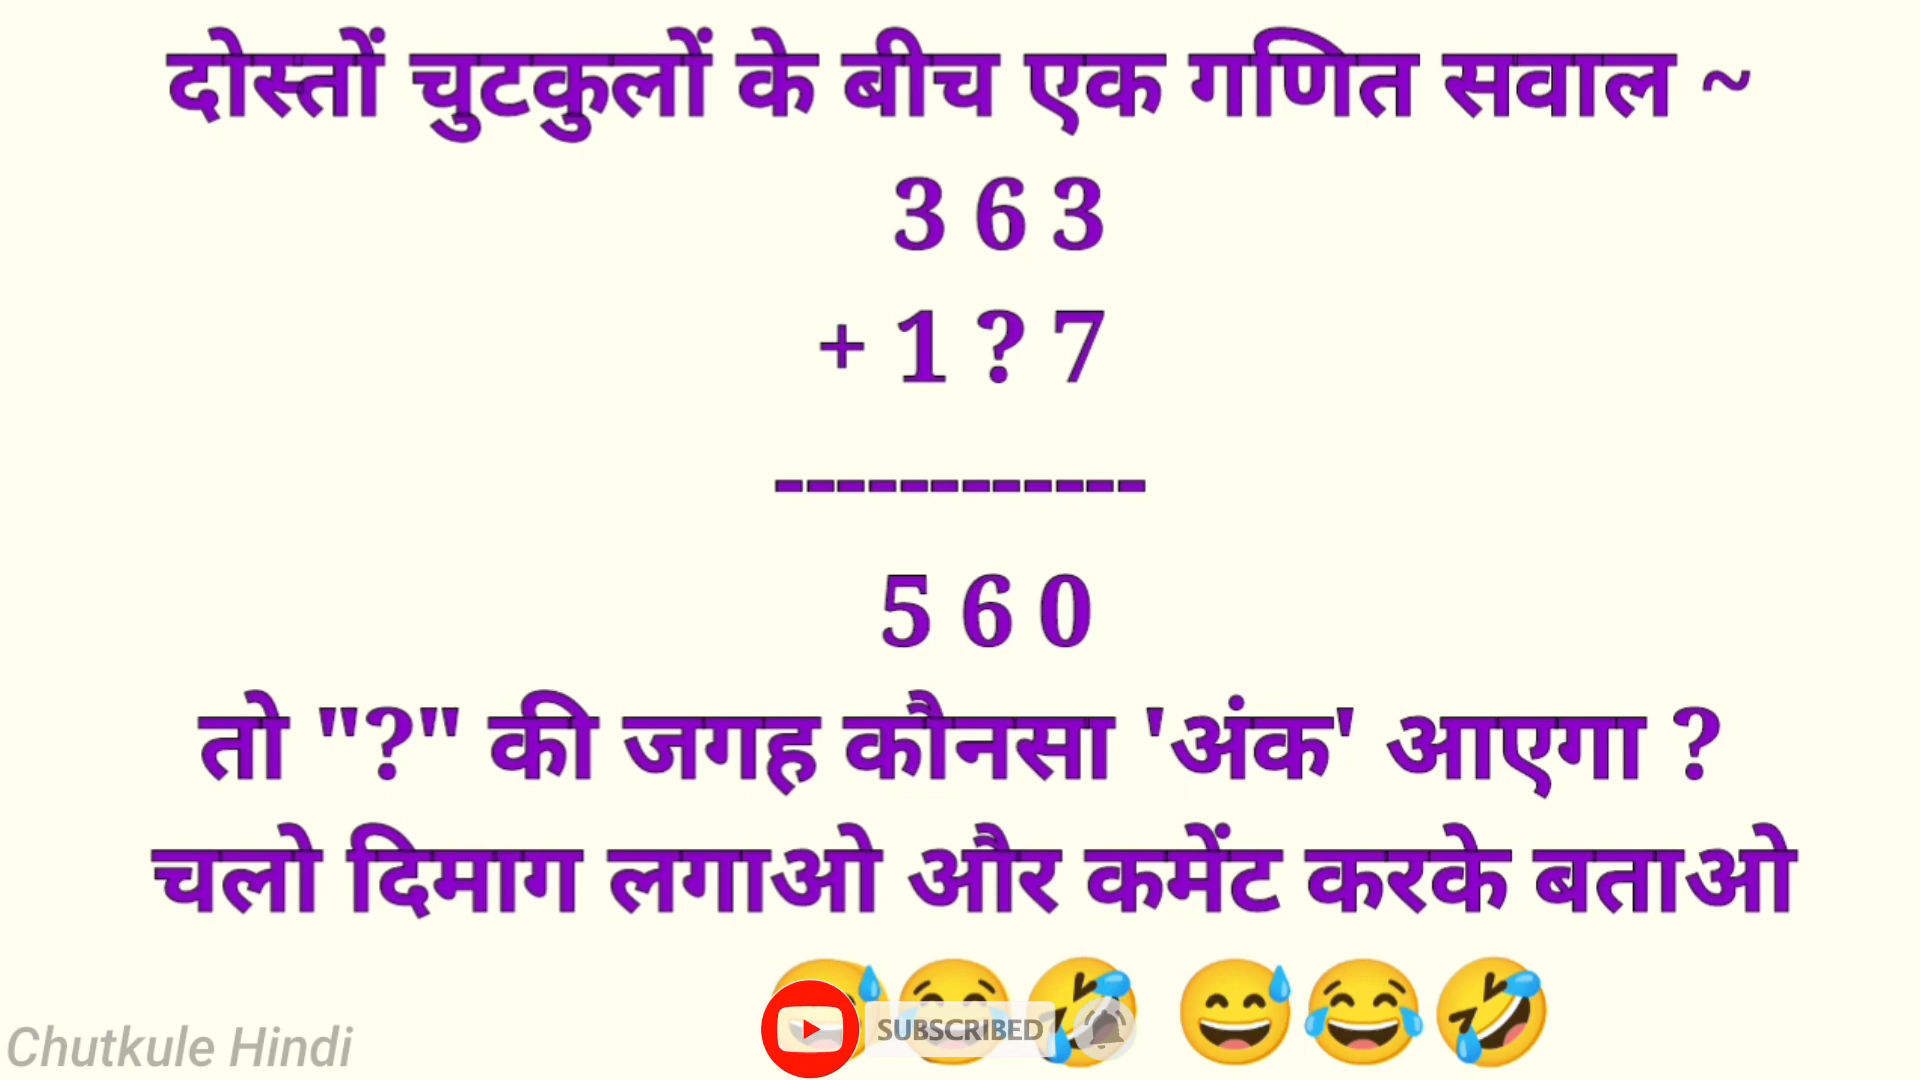 दोस्तों चुटकुलों के बीच एक गणित सवाल ~
3 6 3
+ 1 ? 7
------------
5 6 0
तो "?" की जगह कौनसा 'अंक' आएगा ?
चलो दिमाग लगाओ और कमेंट करके बताओ
SUBSCRIBED
Chutkule Hindi